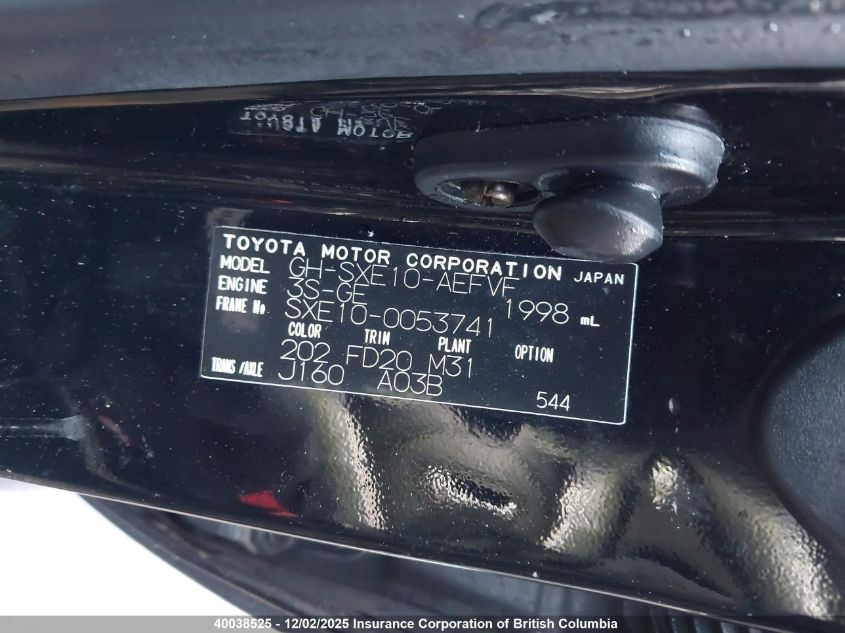 TOYOTA MOTOR CORPORATION JAPAN
MODEL GH-SXE10-AEFVF
ENGINE 3S-GE 1998 mL
FRAME No. SXE10-0053741
COLOR TRIM PLANT OPTION
202 FD20 M31
TRANS/AXLE J160 A03B
544
40038525 - 12/02/2025 Insurance Corporation of British Columbia